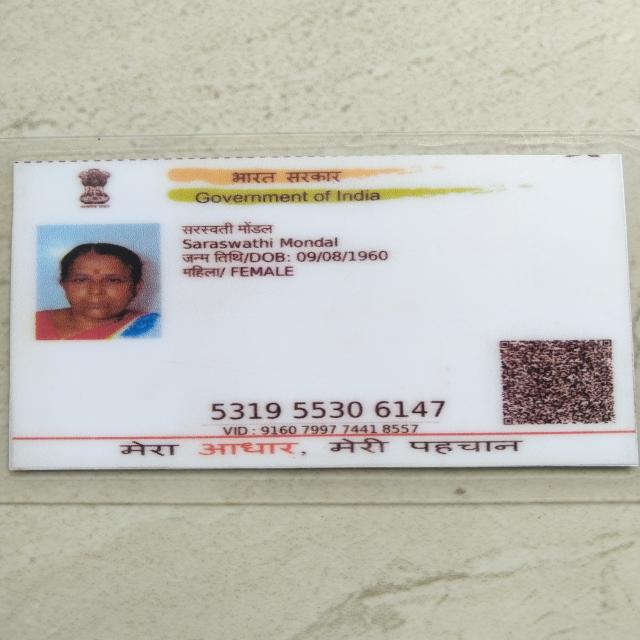 भारत सरकार
Government of India
सरस्वती मोंडल
Saraswathi Mondal
जन्म तिथि/DOB: 09/08/1960
महिला/ FEMALE
5319 5530 6147
VID : 9160 7997 7441 8557
मेरा आधार, मेरी पहचान